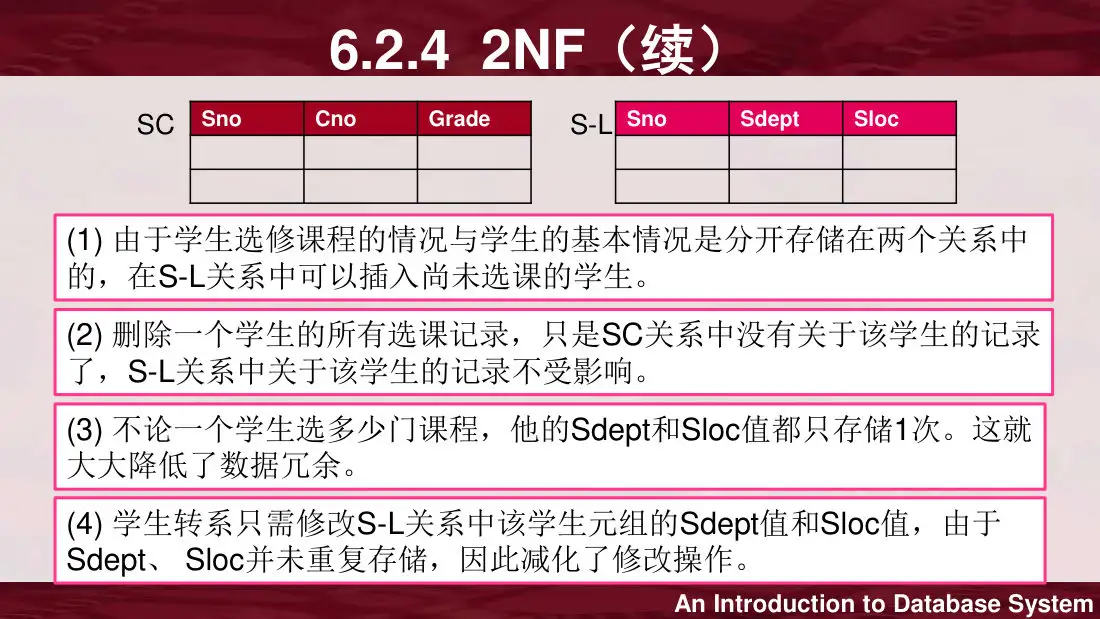 6.2.4 2NF（续）
SC Sno Cno Grade S-L Sno Sdept Sloc
(1) 由于学生选修课程的情况与学生的基本情况是分开存储在两个关系中
的，在S-L关系中可以插入尚未选课的学生。
(2) 删除一个学生的所有选课记录，只是SC关系中没有关于该学生的记录
了，S-L关系中关于该学生的记录不受影响。
(3) 不论一个学生选多少门课程，他的Sdept和Sloc值都只存储1次。这就
大大降低了数据冗余。
(4) 学生转系只需修改S-L关系中该学生元组的Sdept值和Sloc值，由于
Sdept、 Sloc并未重复存储，因此减化了修改操作。
An Introduction to Database System